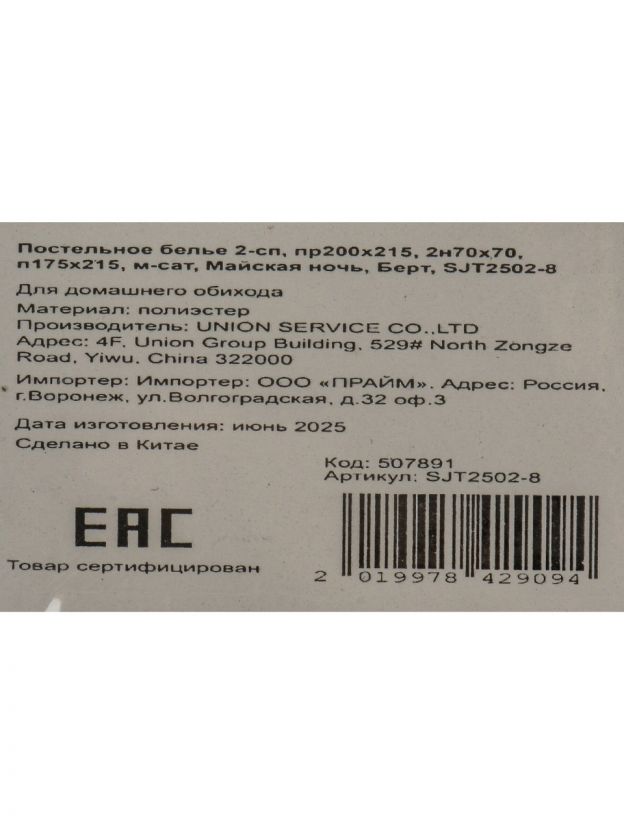 Постельное белье 2-сп, пр200х215, 2н70х70,
п175х215, м-сат, Майская ночь, Берт, SJT2502-8
Для домашнего обихода
Материал: полиэстер
Производитель: UNION SERVICE CO.,LTD
Адрес: 4F, Union Group Building, 529# North Zongze
Road, Yiwu, China 322000
Импортер: Импортер: ООО «ПРАЙМ». Адрес: Россия,
г.Воронеж, ул.Волгоградская, д.32 оф.3
Дата изготовления: июнь 2025
Сделано в Китае
Код: 507891
Артикул: SJT2502-8
EAC
Товар сертифицирован
2 019978 429094